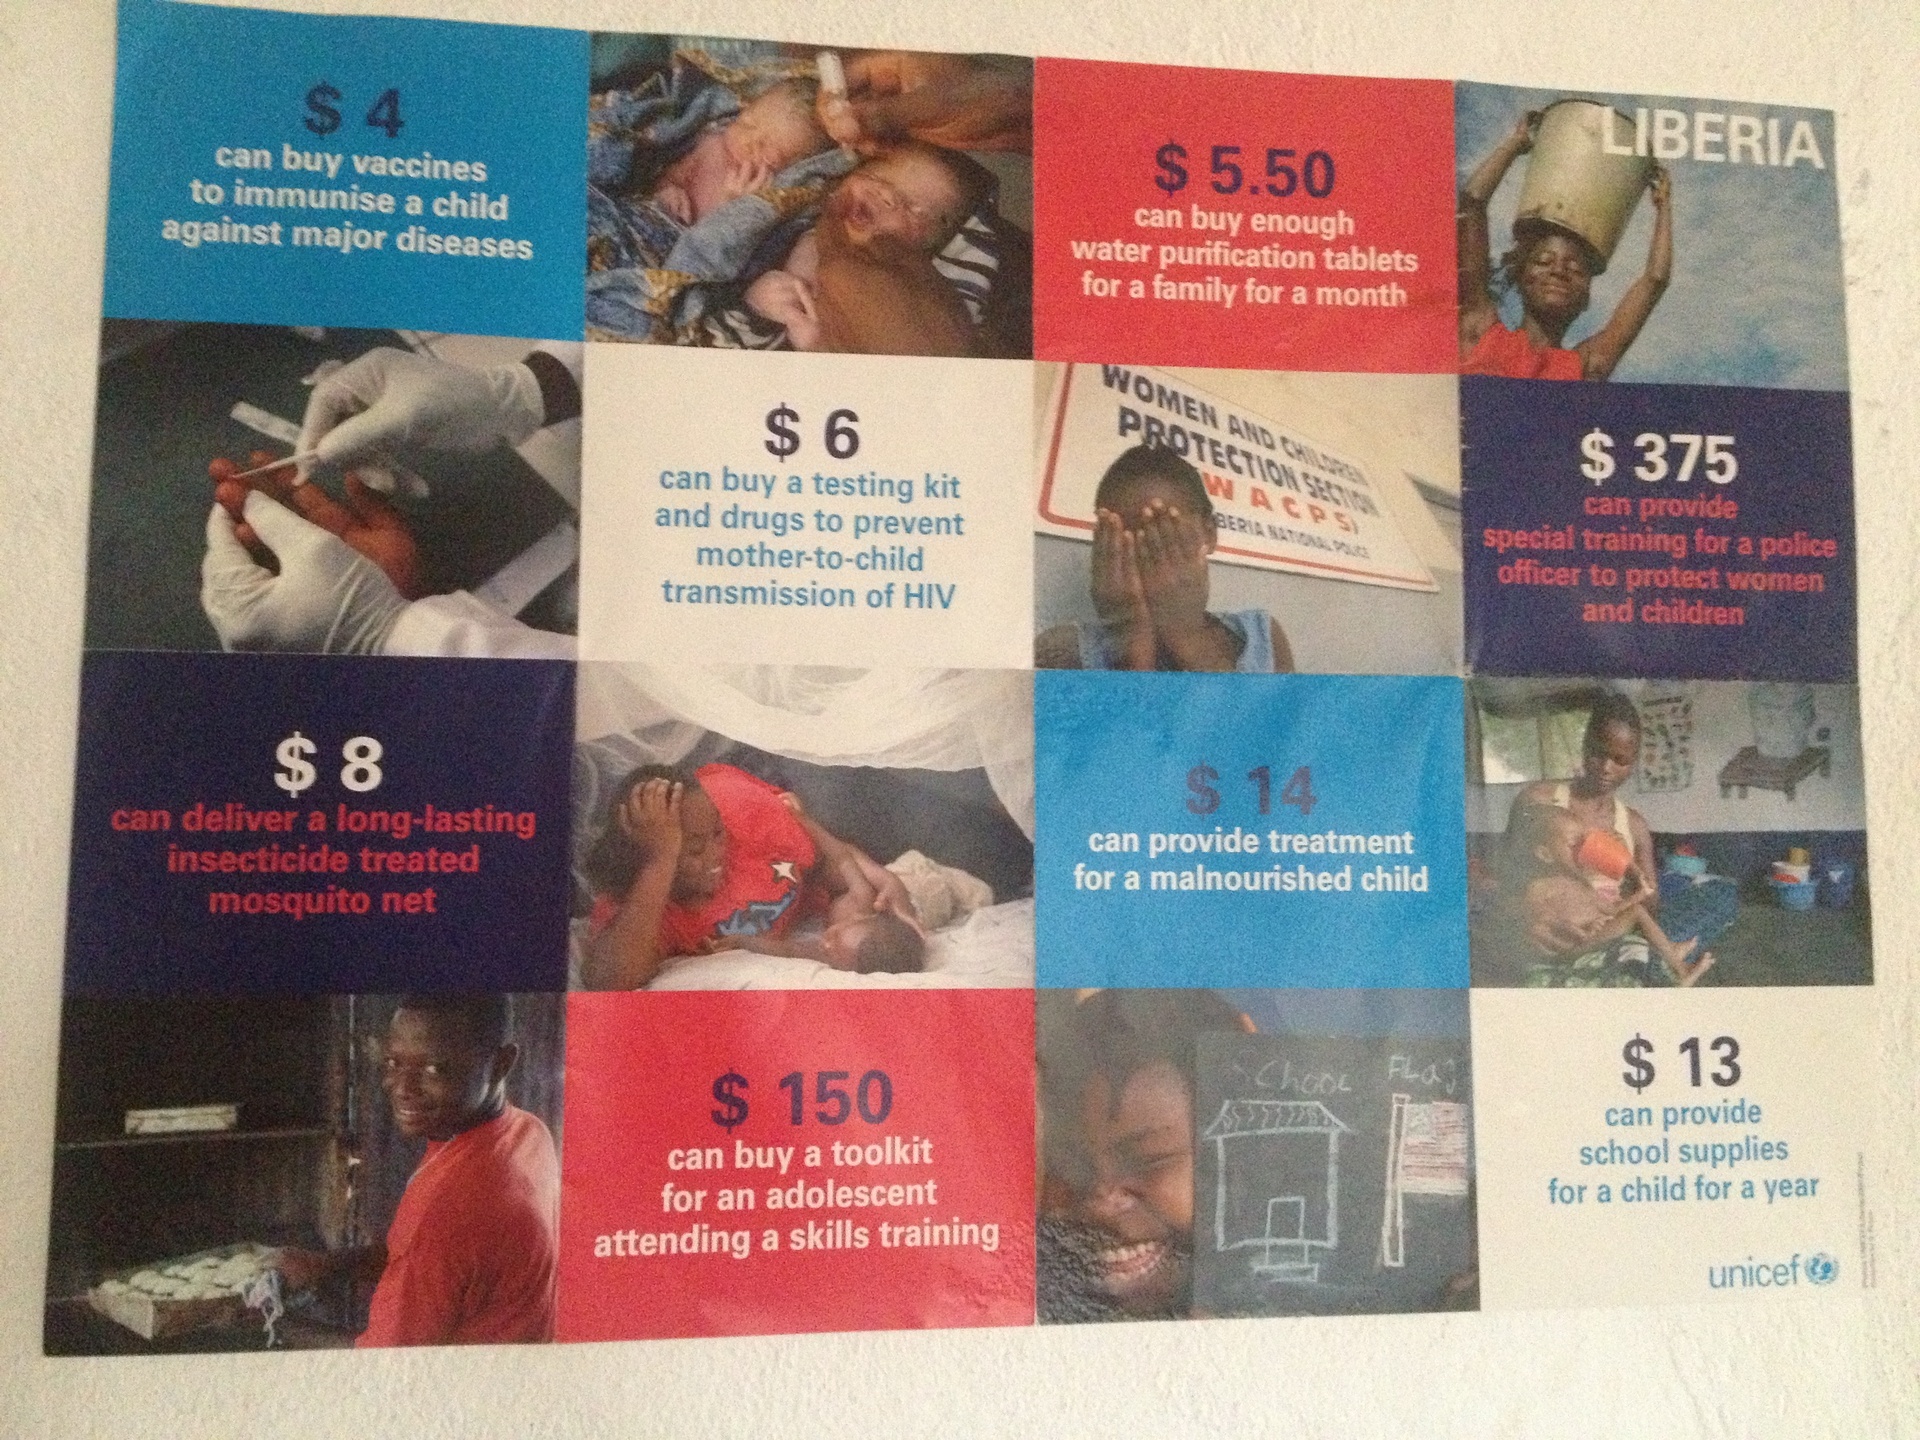 $ 4
can buy vaccines
to immunise a child
against major diseases
$ 5.50
can buy enough
water purification tablets
for a family for a month
LIBERIA
$ 6
can buy a testing kit
and drugs to prevent
mother-to-child
transmission of HIV
WOMEN AND CHILDREN
PROTECTION SECTION
W A C P S)
BERIA NATIONAL POLICE
$ 375
can provide
special training for a police
officer to protect women
and children
$ 8
can deliver a long-lasting
insecticide treated
mosquito net
$ 14
can provide treatment
for a malnourished child
$ 150
can buy a toolkit
for an adolescent
attending a skills training
Chool FLag
$ 13
can provide
school supplies
for a child for a year
unicef